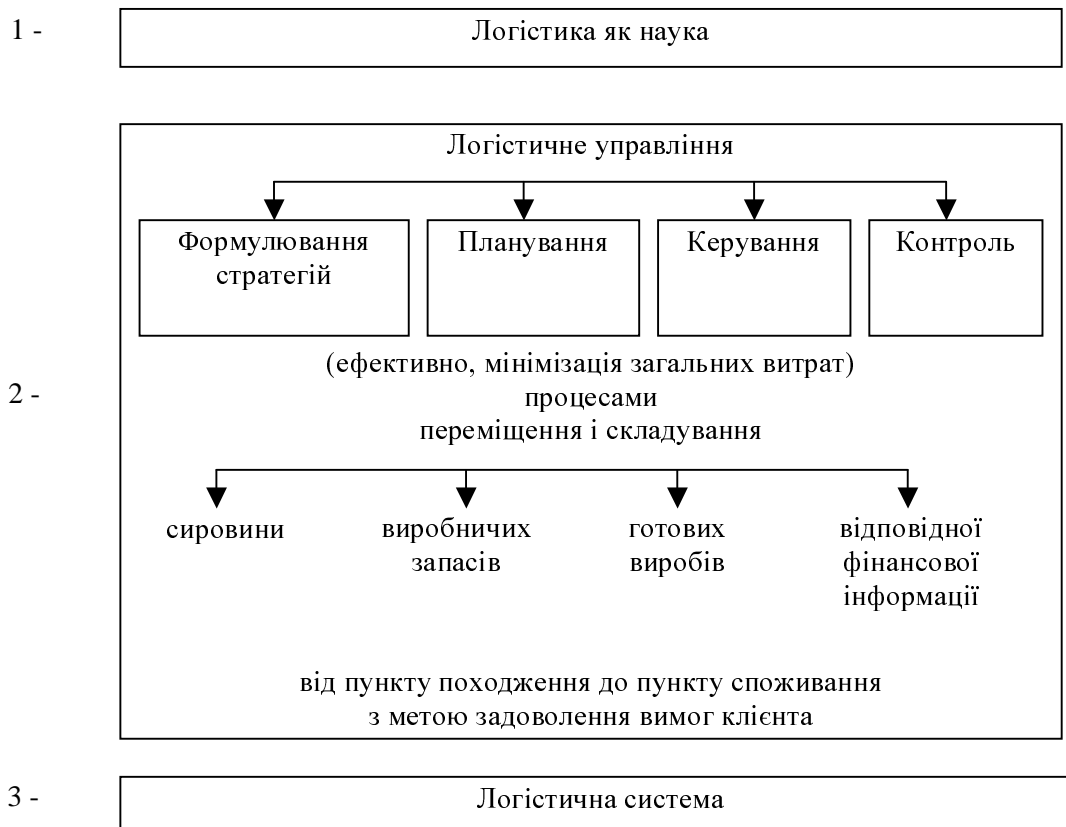 1 -
Логістика як наука
Логістичне управління
Формулювання
стратегій
Планування
Керування
Контроль
(ефективно, мінімізація загальних витрат)
2 -
процесами
переміщення і складування
сировини
виробничих
запасів
готових
виробів
відповідної
фінансової
інформації
від пункту походження до пункту споживання
з метою задоволення вимог клієнта
3 -
Логістична система